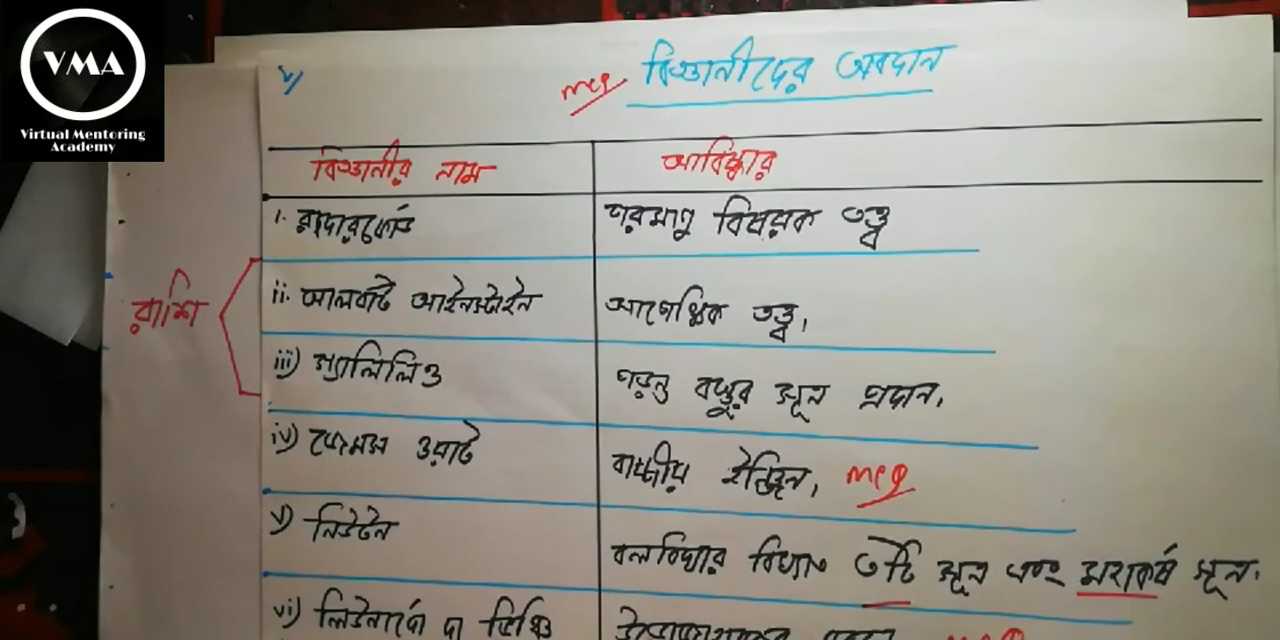 VMA
Virtual Mentoring
Academy
v)
mcq বিজ্ঞানীদের অবদান
বিজ্ঞানীর নাম আবিষ্কার
i. রাদারফোর্ড পরমাণু বিষয়ক তত্ত্ব
রাশি
ii. আলবার্ট আইনস্টাইন আপেক্ষিক তত্ত্ব,
iii) গ্যালিলিও পড়ন্ত বস্তুর সূত্র প্রদান,
iv) জেমস ওয়াট বাষ্পীয় ইঞ্জিন, mcq
v) নিউটন বলবিদ্যার বিখ্যাত ৩টি সূত্র এবং মহাকর্ষ সূত্র.
vi) লিউনার্দো দা ভিঞ্চি